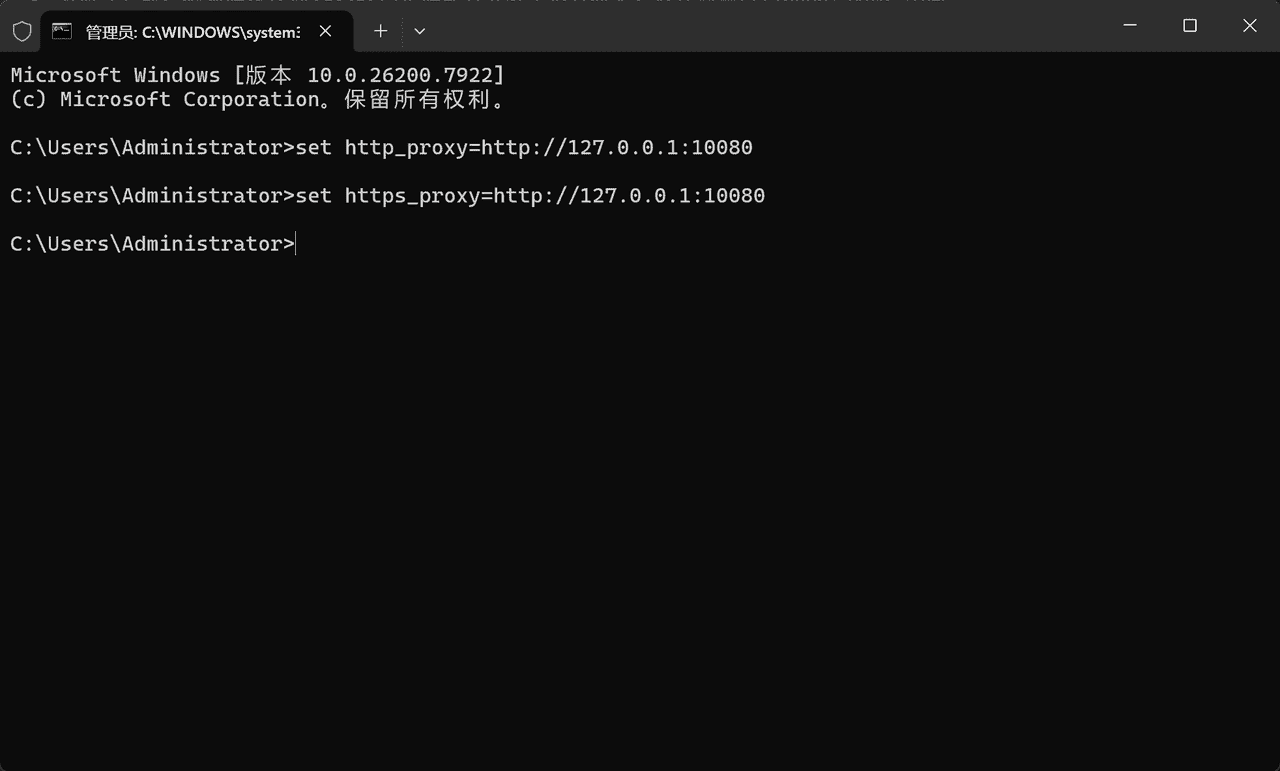 管理员: C:\WINDOWS\system3
Microsoft Windows [版本 10.0.26200.7922]
(c) Microsoft Corporation。保留所有权利。
C:\Users\Administrator>set http_proxy=http://127.0.0.1:10080
C:\Users\Administrator>set https_proxy=http://127.0.0.1:10080
C:\Users\Administrator>